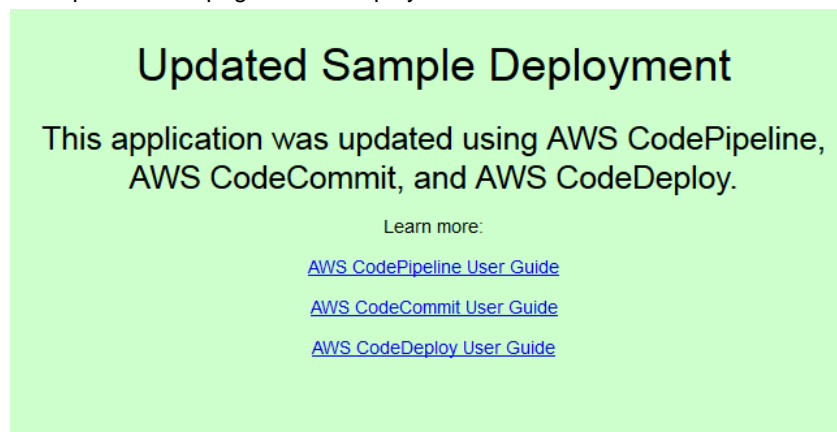 Updated Sample Deployment
This application was updated using AWS CodePipeline,
AWS CodeCommit, and AWS CodeDeploy.
Learn more:
AWS CodePipeline User Guide
AWS CodeCommit User Guide
AWS CodeDeploy User Guide